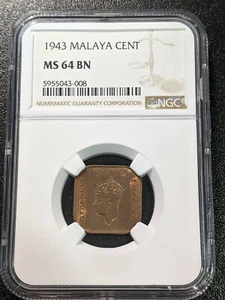 1943 MALAYA CENT
MS 64 BN
5955043-008
NUMISMATIC GUARANTY CORPORATION
NGC